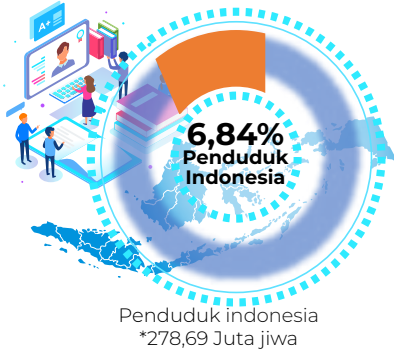 A+
6,84%
Penduduk
Indonesia
Penduduk indonesia
*278,69 Juta jiwa